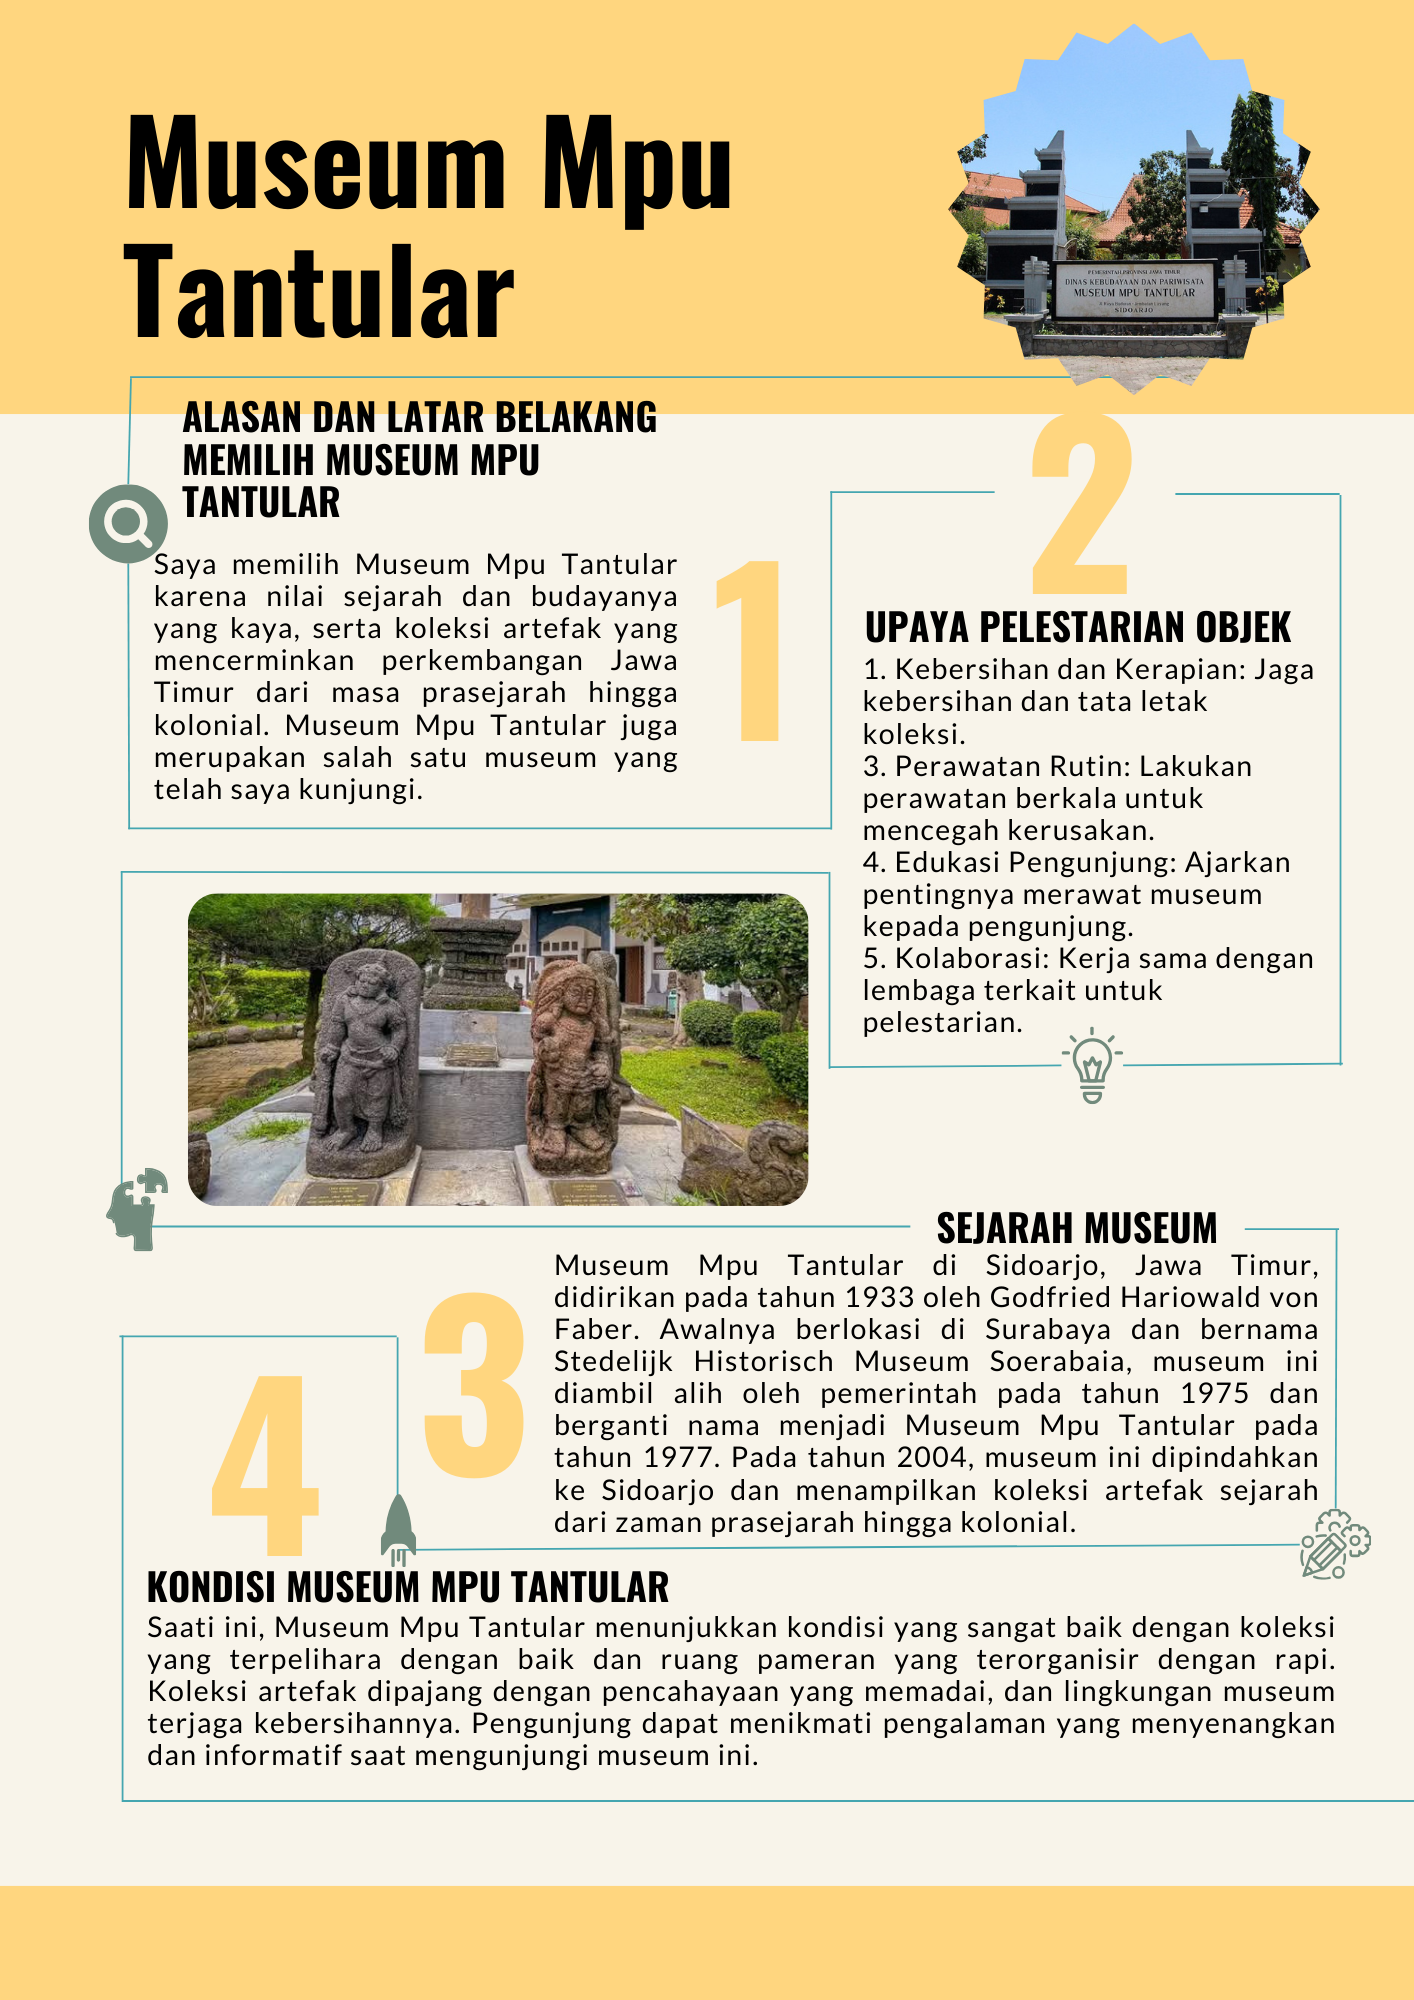 Museum Mpu
Tantular
PEMERINTAH PROVINSI JAWA TIMUR
DINAS KEBUDAYAAN DAN PARIWISATA
MUSEUM MPU TANTULAR
SIDOARJO
ALASAN DAN LATAR BELAKANG
MEMILIH MUSEUM MPU
TANTULAR
Saya memilih Museum Mpu Tantular
karena nilai sejarah dan budayanya
yang kaya, serta koleksi artefak yang
mencerminkan perkembangan Jawa
Timur dari masa prasejarah hingga
kolonial. Museum Mpu Tantular juga
merupakan salah satu museum yang
telah saya kunjungi.
1
2
UPAYA PELESTARIAN OBJEK
1. Kebersihan dan Kerapian: Jaga
kebersihan dan tata letak
koleksi.
3. Perawatan Rutin: Lakukan
perawatan berkala untuk
mencegah kerusakan.
4. Edukasi Pengunjung: Ajarkan
pentingnya merawat museum
kepada pengunjung.
5. Kolaborasi: Kerja sama dengan
lembaga terkait untuk
pelestarian.
SEJARAH MUSEUM
3
Museum Mpu Tantular di Sidoarjo, Jawa Timur,
didirikan pada tahun 1933 oleh Godfried Hariowald von
Faber. Awalnya berlokasi di Surabaya dan bernama
Stedelijk Historisch Museum Soerabaia, museum ini
diambil alih oleh pemerintah pada tahun 1975 dan
berganti nama menjadi Museum Mpu Tantular pada
tahun 1977. Pada tahun 2004, museum ini dipindahkan
ke Sidoarjo dan menampilkan koleksi artefak sejarah
dari zaman prasejarah hingga kolonial.
4
KONDISI MUSEUM MPU TANTULAR
Saati ini, Museum Mpu Tantular menunjukkan kondisi yang sangat baik dengan koleksi
yang terpelihara dengan baik dan ruang pameran yang terorganisir dengan rapi.
Koleksi artefak dipajang dengan pencahayaan yang memadai, dan lingkungan museum
terjaga kebersihannya. Pengunjung dapat menikmati pengalaman yang menyenangkan
dan informatif saat mengunjungi museum ini.